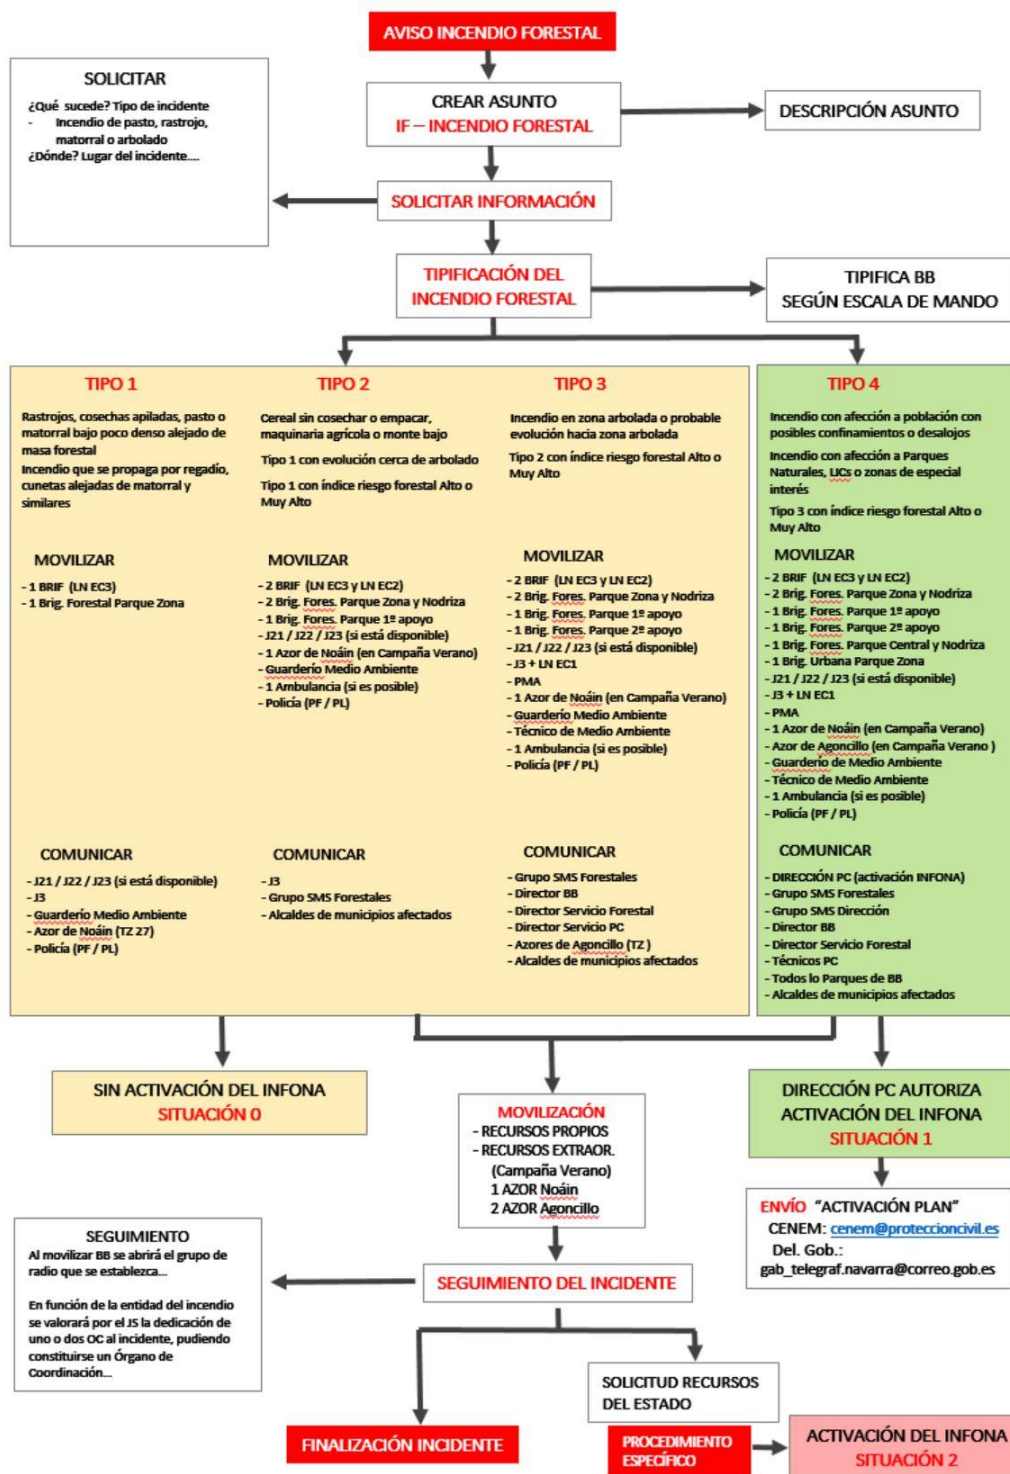 AVISO INCENDIO FORESTAL
SOLICITAR
¿Qué sucede? Tipo de incidente
- Incendio de pasto, rastrojo,
matorral o arbolado
¿Dónde? Lugar del incidente....
CREAR ASUNTO
IF – INCENDIO FORESTAL
DESCRIPCIÓN ASUNTO
SOLICITAR INFORMACIÓN
TIPIFICACIÓN DEL
INCENDIO FORESTAL
TIPIFICA BB
SEGÚN ESCALA DE MANDO
TIPO 1
Rastrojos, cosechas apiladas, pasto o
matorral bajo poco denso alejado de
masa forestal
Incendio que se propaga por regadío,
cunetas alejadas de matorral y
similares
MOVILIZAR
- 1 BRIF (LN EC3)
- 1 Brig. Forestal Parque Zona
COMUNICAR
- J21 / J22 / J23 (si está disponible)
- J3
- Guarderío Medio Ambiente
- Azor de Noáin (TZ 27)
- Policía (PF / PL)
TIPO 2
Cereal sin cosechar o empacar,
maquinaria agrícola o monte bajo
Tipo 1 con evolución cerca de arbolado
Tipo 1 con índice riesgo forestal Alto o
Muy Alto
MOVILIZAR
- 2 BRIF (LN EC3 y LN EC2)
- 2 Brig. Fores. Parque Zona y Nodriza
- 1 Brig. Fores. Parque 1º apoyo
- J21 / J22 / J23 (si está disponible)
- 1 Azor de Noáin (en Campaña Verano)
- Guarderío Medio Ambiente
- 1 Ambulancia (si es posible)
- Policía (PF / PL)
COMUNICAR
- J3
- Grupo SMS Forestales
- Alcaldes de municipios afectados
TIPO 3
Incendio en zona arbolada o probable
evolución hacia zona arbolada
Tipo 2 con índice riesgo forestal Alto o
Muy Alto
MOVILIZAR
- 2 BRIF (LN EC3 y LN EC2)
- 2 Brig. Fores. Parque Zona y Nodriza
- 1 Brig. Fores. Parque 1º apoyo
- 1 Brig. Fores. Parque 2º apoyo
- J21 / J22 / J23 (si está disponible)
- J3 + LN EC1
- PMA
- 1 Azor de Noáin (en Campaña Verano)
- Guarderío Medio Ambiente
- Técnico de Medio Ambiente
- 1 Ambulancia (si es posible)
- Policía (PF / PL)
COMUNICAR
- Grupo SMS Forestales
- Director BB
- Director Servicio Forestal
- Director Servicio PC
- Azores de Agoncillo (TZ )
- Alcaldes de municipios afectados
TIPO 4
Incendio con afección a población con
posibles confinamientos o desalojos
Incendio con afección a Parques
Naturales, LICs o zonas de especial
interés
Tipo 3 con índice riesgo forestal Alto o
Muy Alto
MOVILIZAR
- 2 BRIF (LN EC3 y LN EC2)
- 2 Brig. Fores. Parque Zona y Nodriza
- 1 Brig. Fores. Parque 1º apoyo
- 1 Brig. Fores. Parque 2º apoyo
- 1 Brig. Fores. Parque Central y Nodriza
- 1 Brig. Urbana Parque Zona
- J21 / J22 / J23 (si está disponible)
- J3 + LN EC1
- PMA
- 1 Azor de Noáin (en Campaña Verano)
- Azor de Agoncillo (en Campaña Verano )
- Guarderío de Medio Ambiente
- Técnico de Medio Ambiente
- 1 Ambulancia (si es posible)
- Policía (PF / PL)
COMUNICAR
- DIRECCIÓN PC (activación INFONA)
- Grupo SMS Forestales
- Grupo SMS Dirección
- Director BB
- Director Servicio Forestal
- Técnicos PC
- Todos lo Parques de BB
- Alcaldes de municipios afectados
SIN ACTIVACIÓN DEL INFONA
SITUACIÓN 0
MOVILIZACIÓN
- RECURSOS PROPIOS
- RECURSOS EXTRAOR.
(Campaña Verano)
1 AZOR Noáin
2 AZOR Agoncillo
DIRECCIÓN PC AUTORIZA
ACTIVACIÓN DEL INFONA
SITUACIÓN 1
ENVÍO "ACTIVACIÓN PLAN"
CENEM: cenem@proteccioncivil.es
Del. Gob.:
gab_telegraf.navarra@correo.gob.es
SEGUIMIENTO
Al movilizar BB se abrirá el grupo de
radio que se establezca...
En función de la entidad del incendio
se valorará por el JS la dedicación de
uno o dos OC al incidente, pudiendo
constituirse un Órgano de
Coordinación...
SEGUIMIENTO DEL INCIDENTE
SOLICITUD RECURSOS
DEL ESTADO
FINALIZACIÓN INCIDENTE
PROCEDIMIENTO
ESPECÍFICO
ACTIVACIÓN DEL INFONA
SITUACIÓN 2